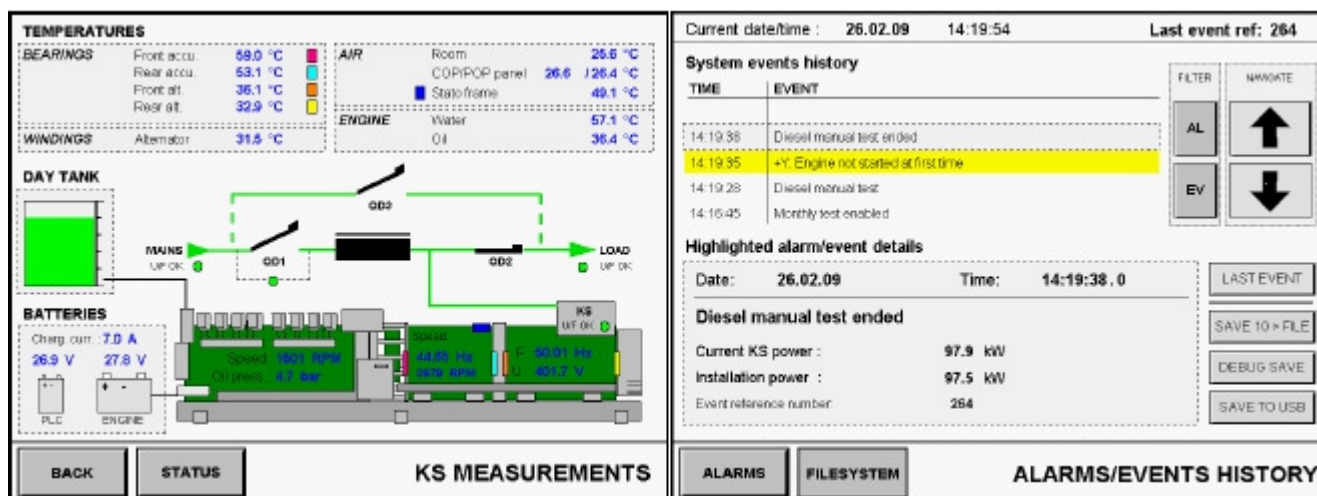 TEMPERATURES
BEARINGS Front accu. 59.0 °C AIR Room 25.6 °C
Rear accu. 53.1 °C COP/POP panel 26.6 / 26.4 °C
Front alt. 36.1 °C Stato frame 49.1 °C
Rear alt. 32.9 °C ENGINE Water 57.1 °C
WINDINGS Alternator 31.5 °C Oil 36.4 °C
DAY TANK
QD3
MAINS QD1 QD2 LOAD
U/F OK U/F OK
BATTERIES
Charg. curr. : 7.0 A
26.9 V 27.8 V
PLC ENGINE
KS
U/F OK
Speed: 1501 RPM
Oil press.: 4.7 bar
Speed:
44.65 Hz
2679 RPM
F: 50.01 Hz
U: 401.7 V
BACK STATUS KS MEASUREMENTS
Current date/time : 26.02.09 14:19:54 Last event ref: 264
System events history
TIME EVENT FILTER NAVIGATE
14:19:38 Diesel manual test ended
14:19:35 +Y: Engine not started at first time
14:19:28 Diesel manual test
14:16:45 Monthly test enabled
AL
EV
Highlighted alarm/event details
Date: 26.02.09 Time: 14:19:38.0
Diesel manual test ended
Current KS power : 97.9 kW
Installation power : 97.5 kW
Event reference number: 264
LAST EVENT
SAVE 10 > FILE
DEBUG SAVE
SAVE TO USB
ALARMS FILESYSTEM ALARMS/EVENTS HISTORY